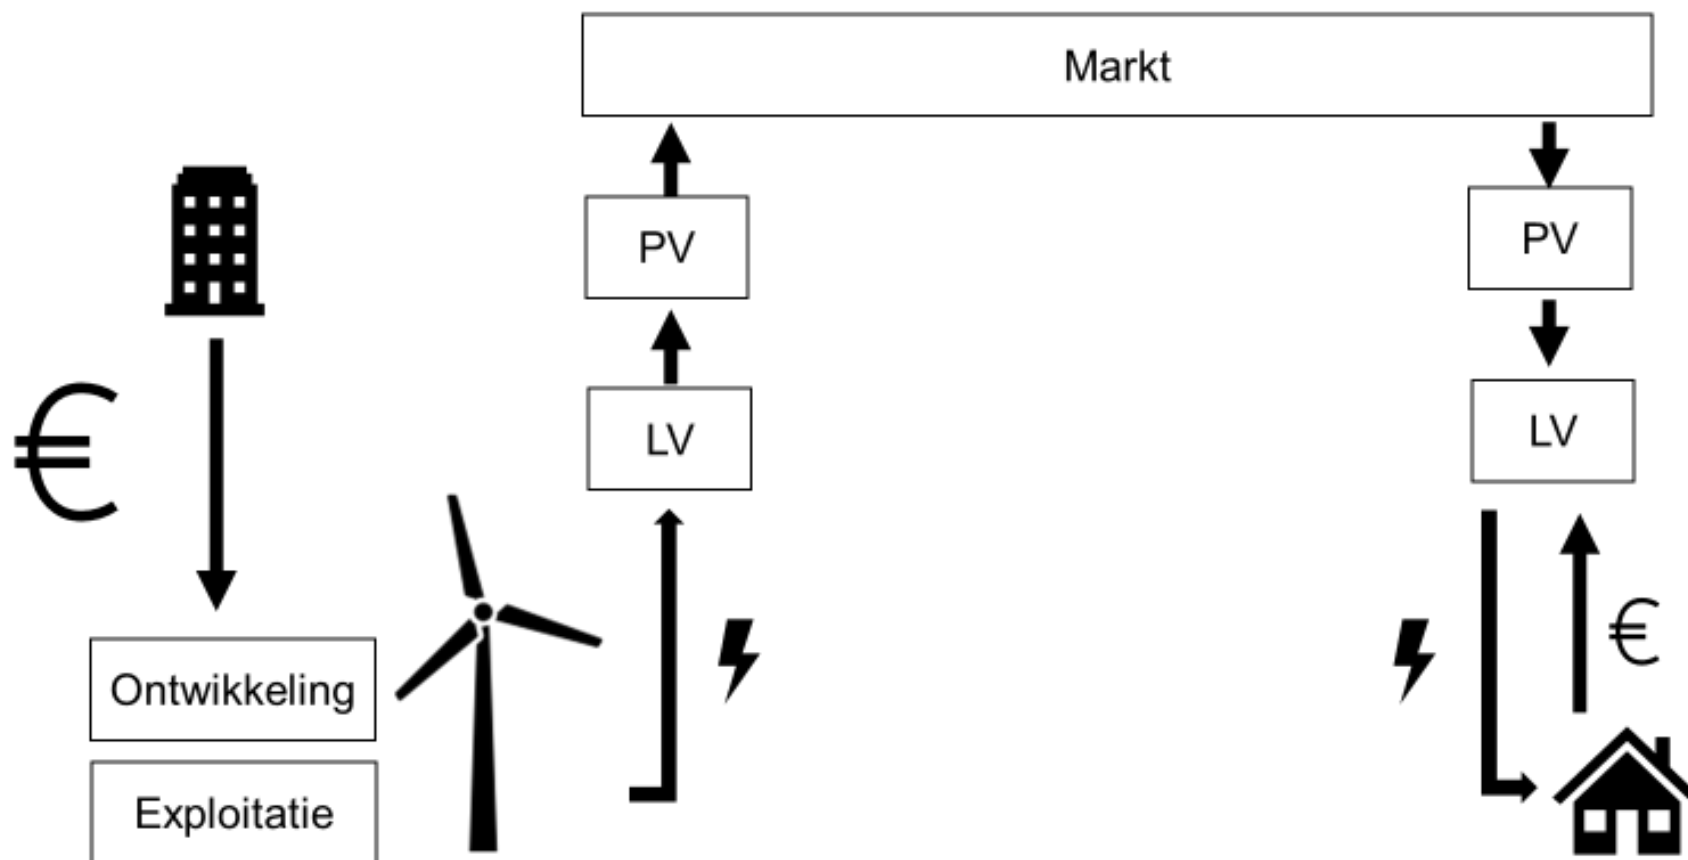 Markt
PV
PV
LV
LV
€
€
Ontwikkeling
Exploitatie